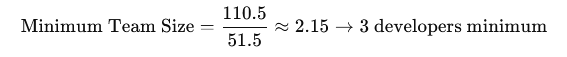 Minimum Team Size = 110.5 / 51.5 ≈ 2.15 → 3 developers minimum